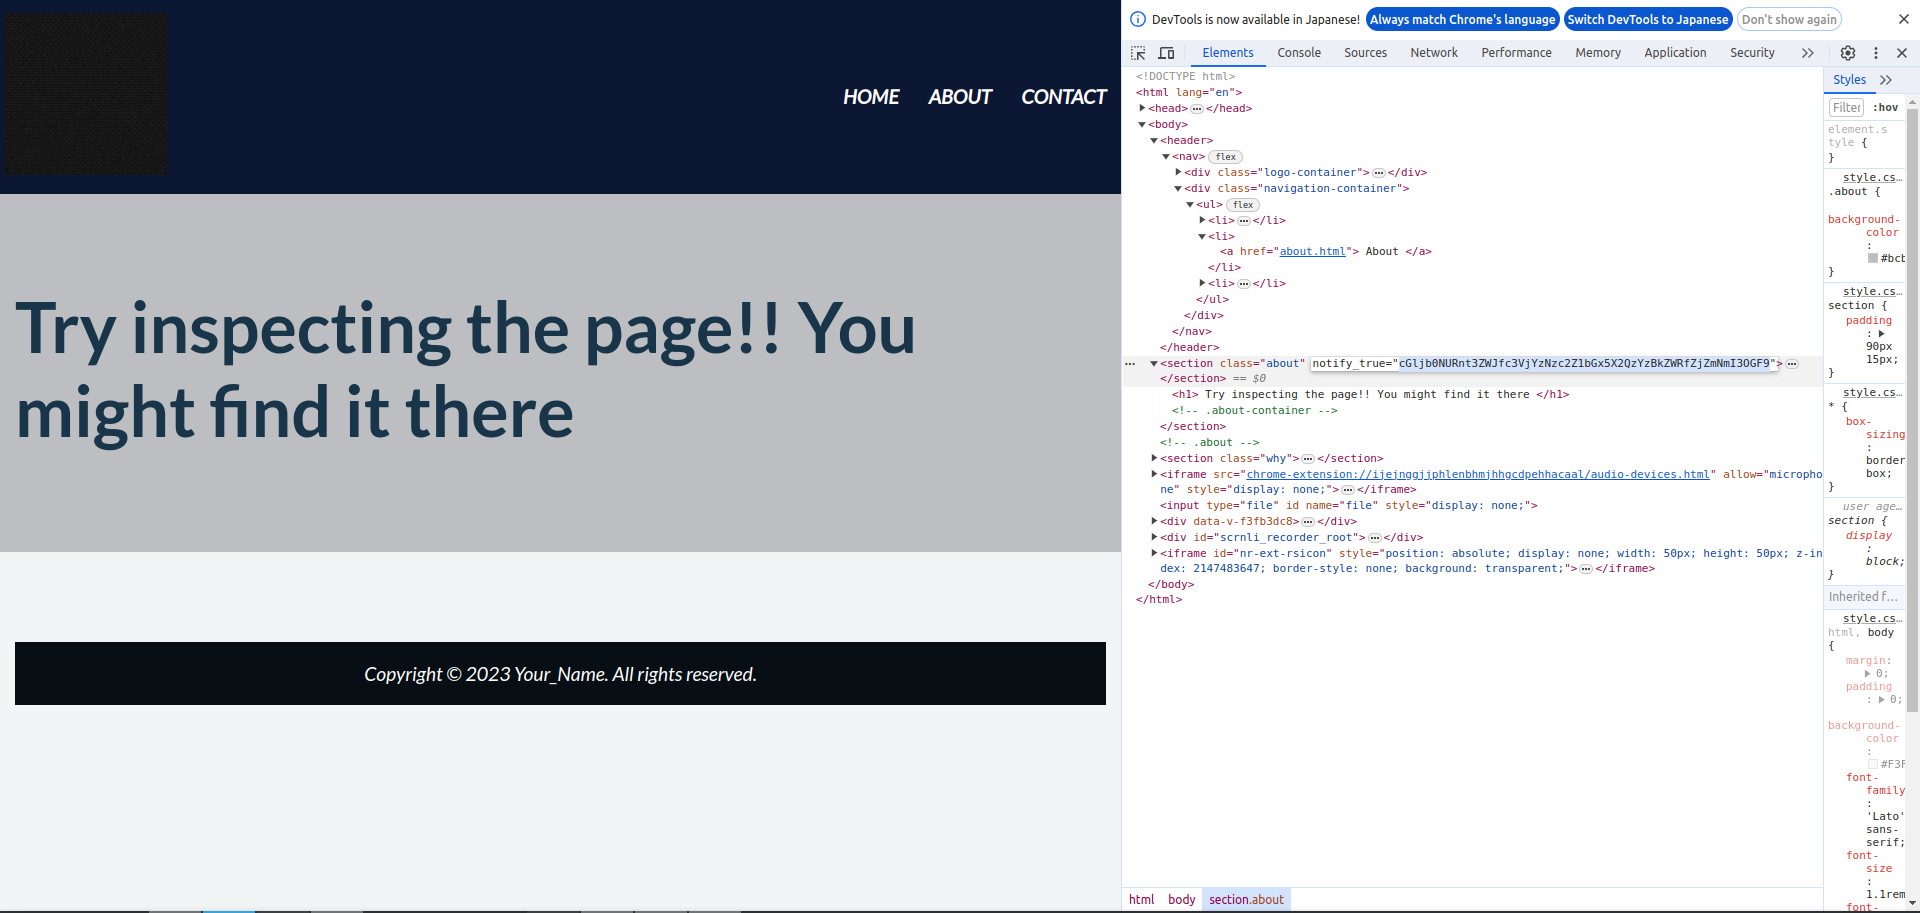 HOME ABOUT CONTACT
Try inspecting the page!! You
might find it there
Copyright © 2023 Your_Name. All rights reserved.
DevTools is now available in Japanese! Always match Chrome's language Switch DevTools to Japanese Don't show again
Elements Console Sources Network Performance Memory Application Security
<!DOCTYPE html>
<html lang="en">
<head> … </head>
<body>
<header>
<nav> flex
<div class="logo-container"> … </div>
<div class="navigation-container">
<ul> flex
<li> … </li>
<li>
<a href="about.html"> About </a>
</li>
<li> … </li>
</ul>
</div>
</nav>
</header>
<section class="about" notify_true="cGljb0NURnt3ZWJfc3VjYzNzc2Z1bGx5X2QzYzBkZWRfZjZmNmI3OGF9"> …
</section> == $0
<h1> Try inspecting the page!! You might find it there </h1>
<!-- .about-container -->
</section>
<!-- .about -->
<section class="why"> … </section>
<iframe src="chrome-extension://ijejnggjjphlenbhmjhhgcdpehhacaal/audio-devices.html" allow="micropho
ne" style="display: none;"> … </iframe>
<input type="file" id name="file" style="display: none;">
<div data-v-f3fb3dc8> … </div>
<div id="scrnli_recorder_root"> … </div>
<iframe id="nr-ext-rsicon" style="position: absolute; display: none; width: 50px; height: 50px; z-in
dex: 2147483647; border-style: none; background: transparent;"> … </iframe>
</body>
</html>
html body section.about
Styles
Filter :hov
element.s
tyle {
}
style.cs…
.about {
background-
color
:
#bcb
}
style.cs…
section {
padding
:
90px
15px;
}
style.cs…
* {
box-
sizing
:
border
box;
}
user age…
section {
display
:
block;
}
Inherited f…
style.cs…
html, body
{
margin:
0;
padding
: 0;
background-
color
:
#F3F
font-
family
:
'Lato'
sans-
serif;
font-
size
:
1.1rem
font-